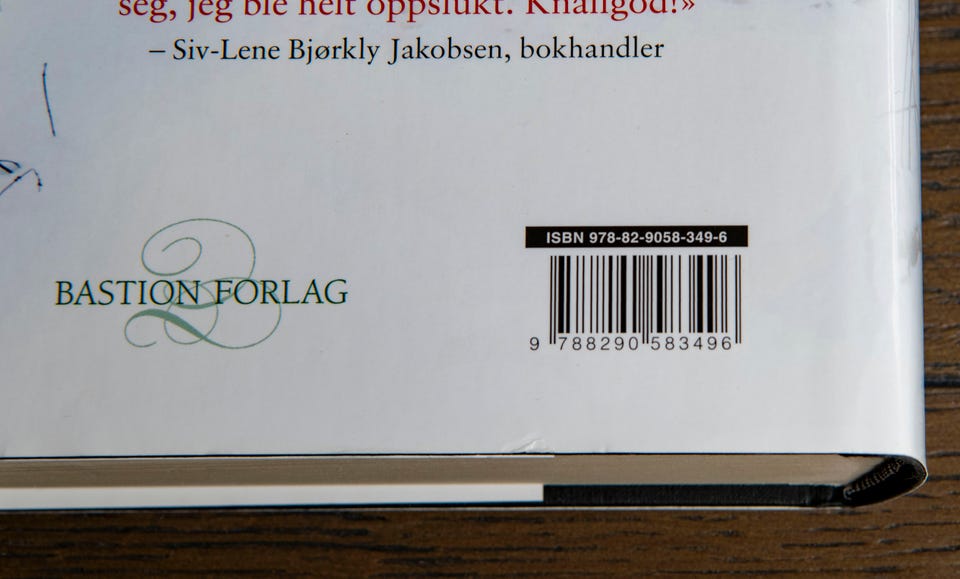 seg, jeg ble helt oppslukt. Knallgod!»
– Siv-Lene Bjørkly Jakobsen, bokhandler
BASTION FORLAG
ISBN 978-82-9058-349-6
9 788290 583496